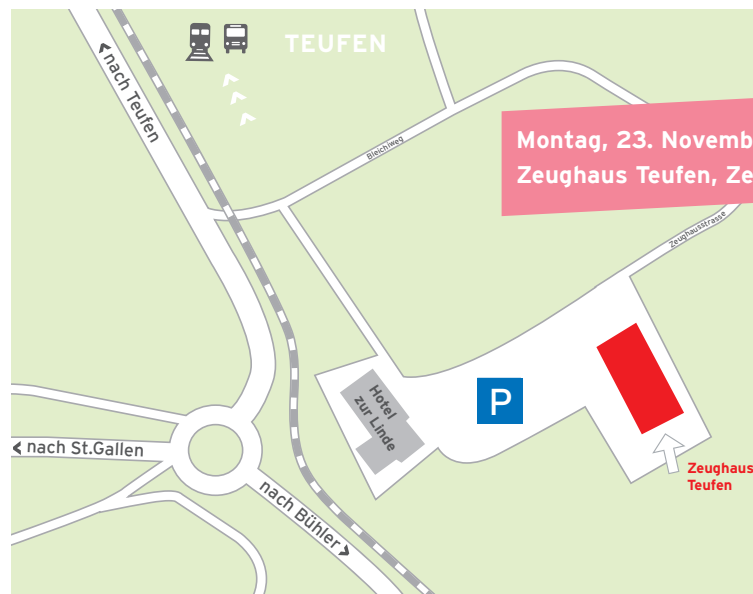 TEUFEN
nach Teufen
Bleichiweg
Montag, 23. Novemb
Zeughaus Teufen, Ze
Zeughausstrasse
Hotel
zur Linde
P
nach St.Gallen
Zeughaus
Teufen
nach Bühler